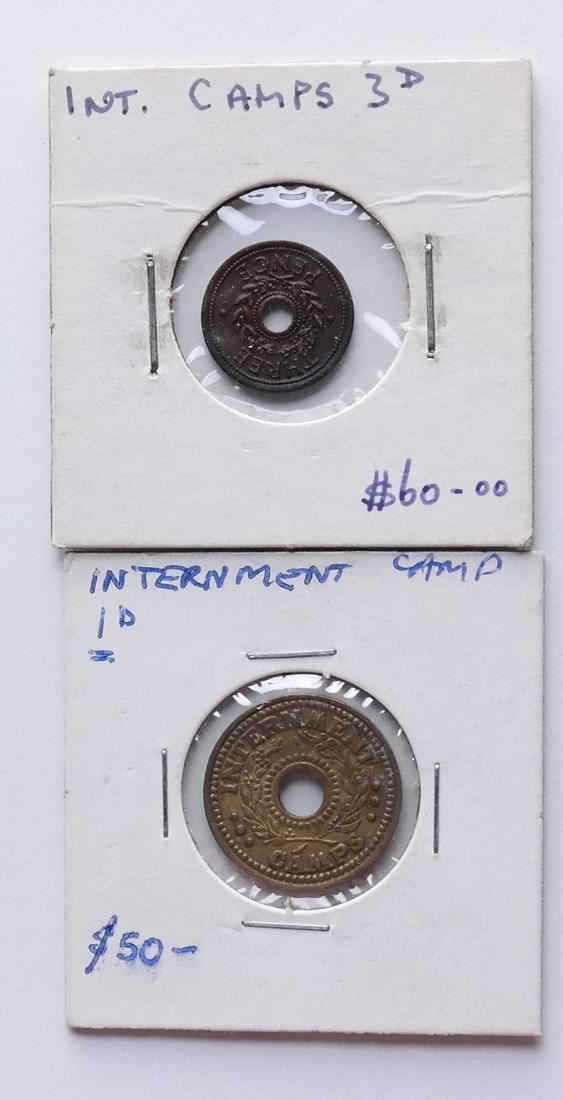 INT. CAMPS 3D
PENCE
THREE
$60-00
INTERNMENT CAMP
1D
INTERNMENT
CAMPS
$50-